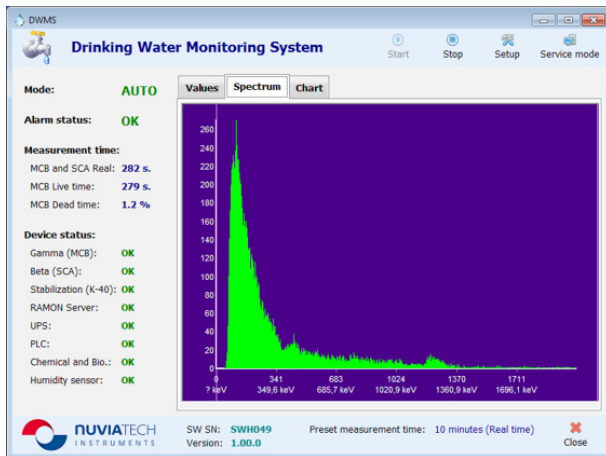 DWMS
Drinking Water Monitoring System
Start Stop Setup Service mode
Mode: AUTO
Alarm status: OK
Measurement time:
MCB and SCA Real: 282 s.
MCB Live time: 279 s.
MCB Dead time: 1.2 %
Device status:
Gamma (MCB): OK
Beta (SCA): OK
Stabilization (K-40): OK
RAMON Server: OK
UPS: OK
PLC: OK
Chemical and Bio.: OK
Humidity sensor: OK
Values Spectrum Chart
260
240
220
200
180
160
140
120
100
80
60
40
20
0
0 341 683 1024 1370 1711
? keV 349,6 keV 685,7 keV 1020,9 keV 1360,9 keV 1696,1 keV
NUVIATECH
INSTRUMENTS
SW SN: SWH049
Version: 1.00.0
Preset measurement time: 10 minutes (Real time)
Close